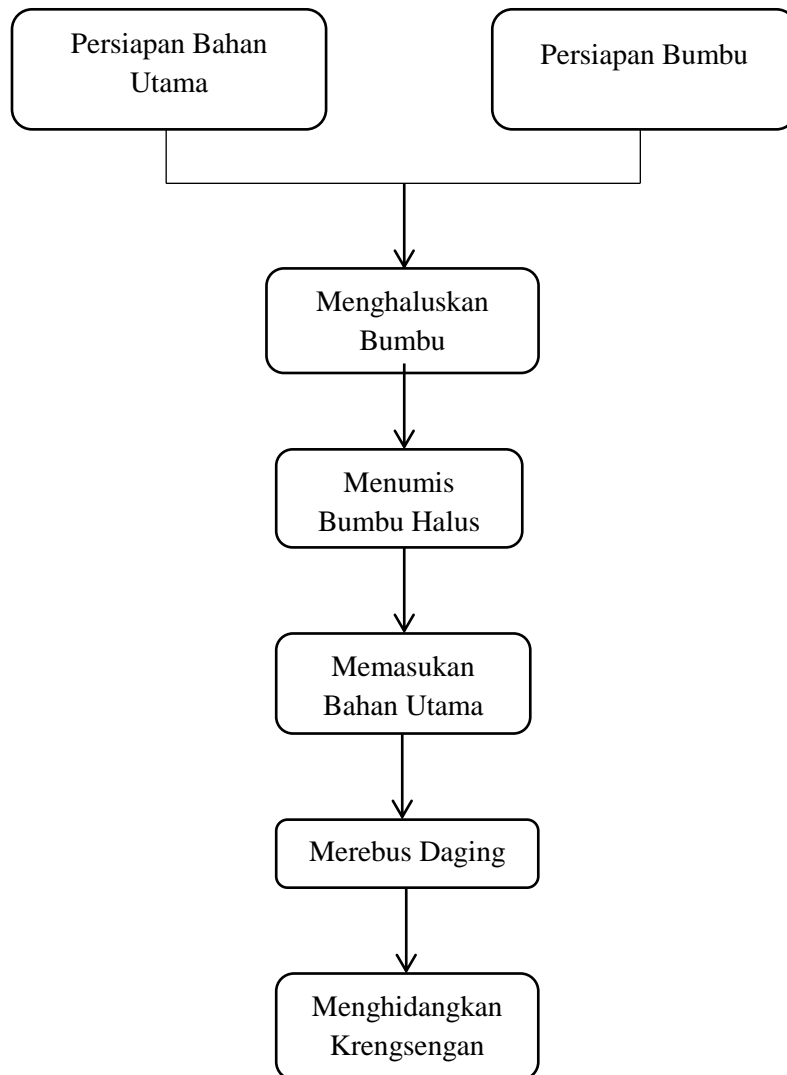 Persiapan Bahan
Utama
Persiapan Bumbu
Menghaluskan
Bumbu
Menumis
Bumbu Halus
Memasukan
Bahan Utama
Merebus Daging
Menghidangkan
Krengsengan